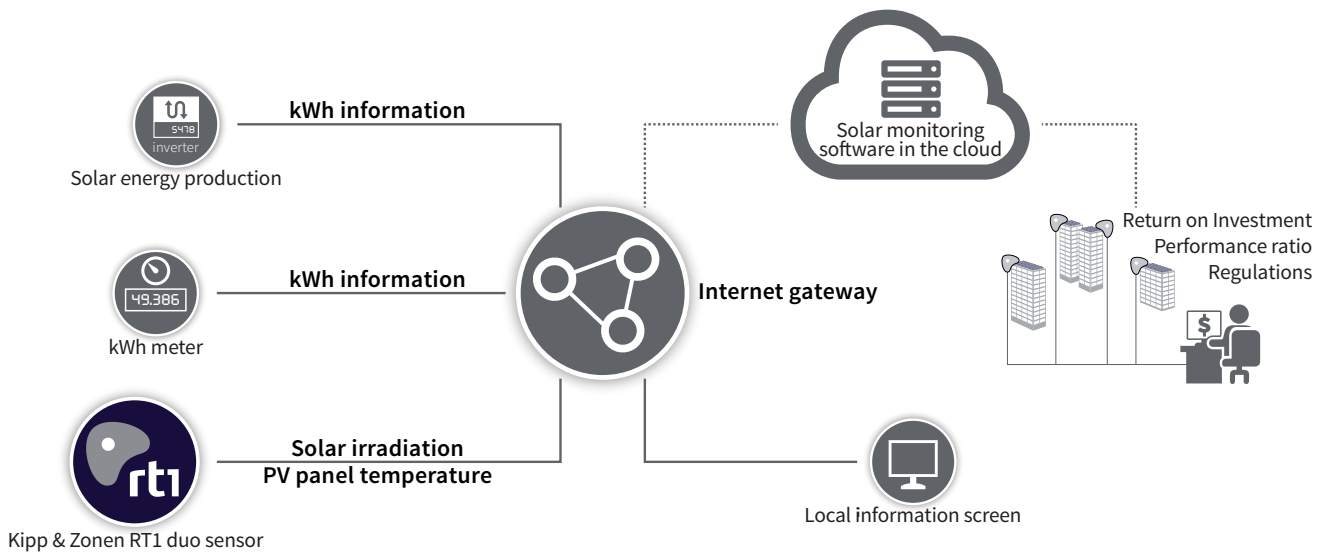 kWh information
5478
inverter
Solar energy production
kWh information
49.386
kWh meter
rt1
Solar irradiation
PV panel temperature
Kipp & Zonen RT1 duo sensor
Internet gateway
Solar monitoring
software in the cloud
Return on Investment
Performance ratio
Regulations
$
Local information screen